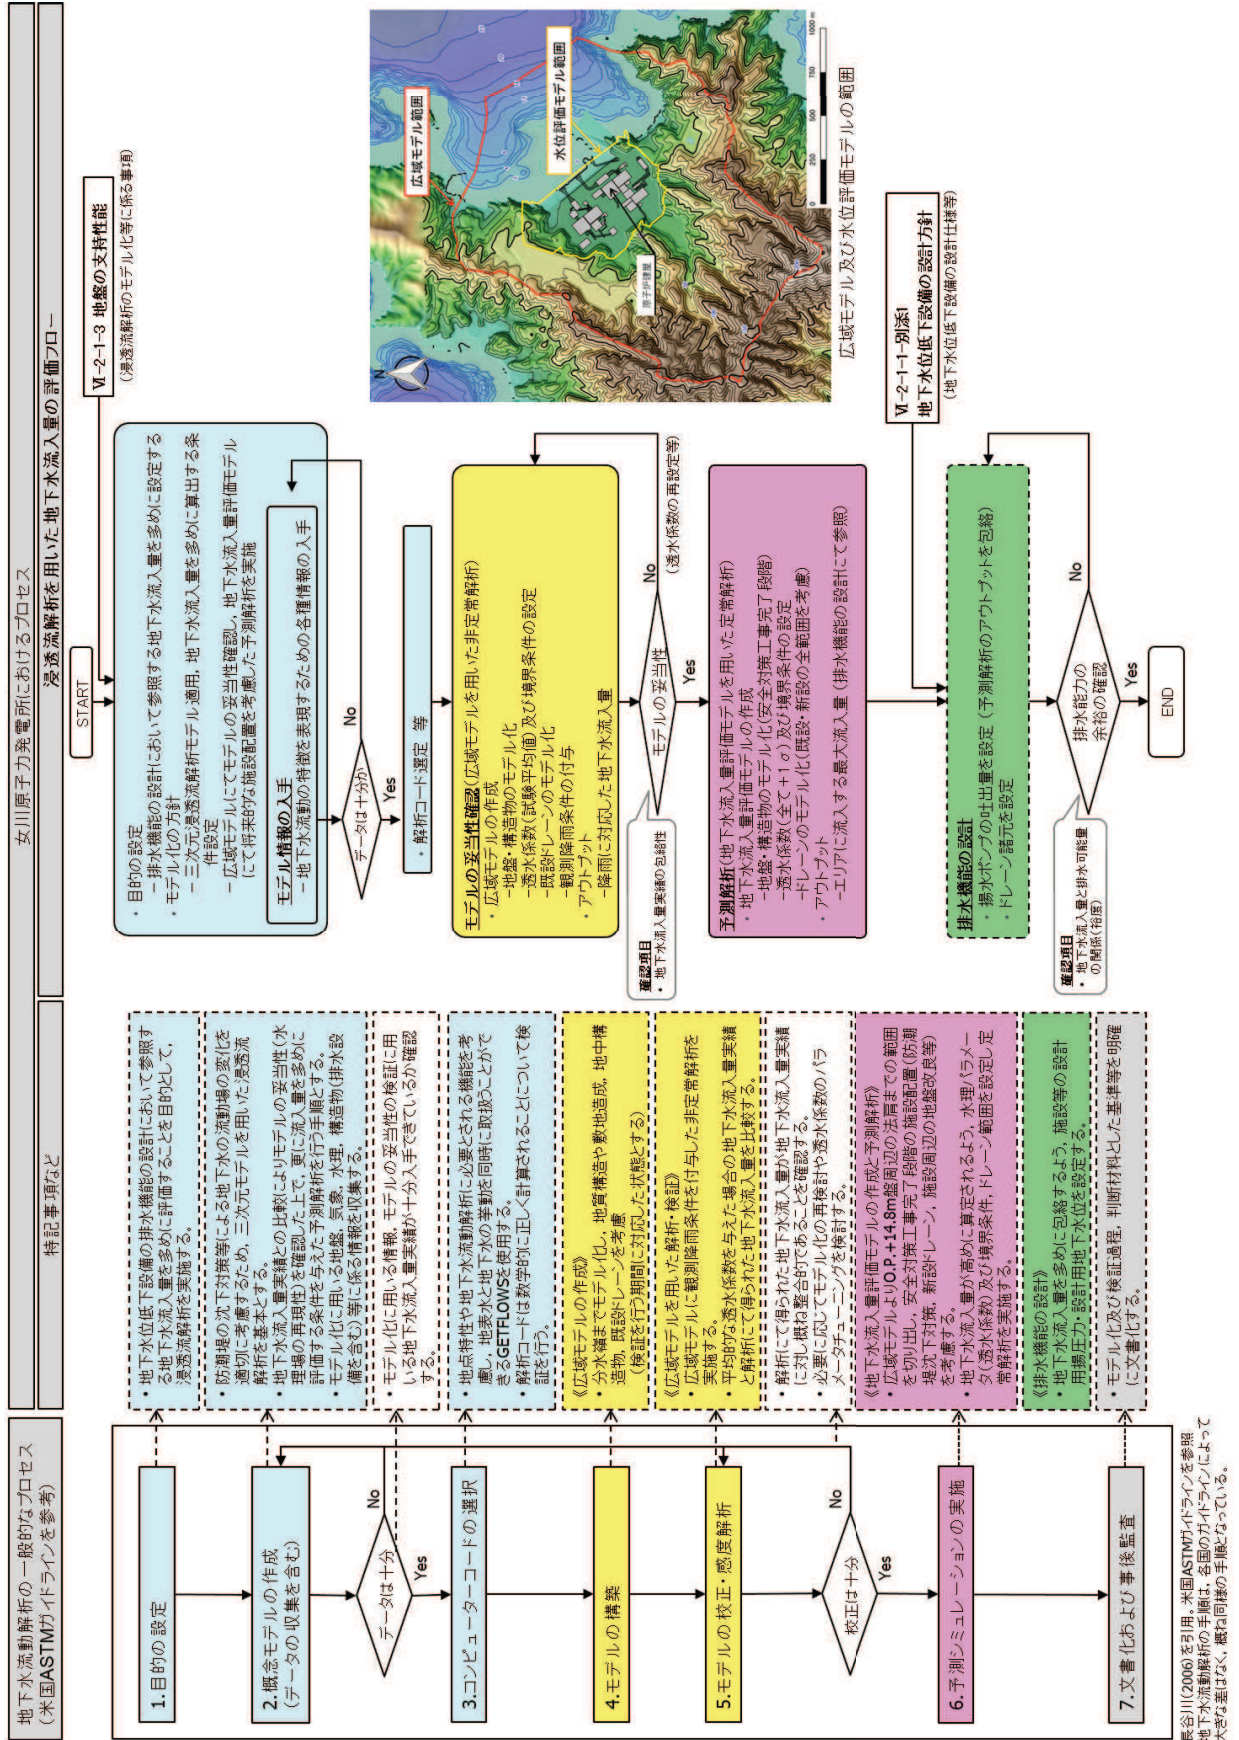 地下水流動解析の一般的なプロセス
（米国ASTMガイドラインを参考）
1.目的の設定
2.概念モデルの作成
（データの収集を含む）
データは十分
No
Yes
3.コンピューターコードの選択
4.モデルの構築
5.モデルの校正・感度解析
校正は十分
No
Yes
6.予測シミュレーションの実施
7.文書化および事後監査
長谷川(2006)を引用。米国ASTMガイドラインを参照
地下水流動解析の手順は、各国のガイドラインによって
大きな差はなく、概ね同様の手順となっている。
特記事項など
・地下水位低下設備の排水機能の設計において参照す
る地下水流入量を多めに評価することを目的として，
浸透流解析を実施する。
・防潮堤の沈下対策等による地下水の流動場の変化を
適切に考慮するため，三次元モデルを用いた浸透流
解析を基本とする。
・地下水流入量実績との比較によりモデルの妥当性（水
理場の再現性）を確認した上で，更に流入量を多めに
評価する条件を与えた予測解析を行う手順とする。
・モデル化に用いる地盤，気象，水理，構造物（排水設
備を含む）等に係る情報を収集する。
・モデル化に用いる情報，モデルの妥当性の検証に用
いる地下水流入量実績が十分入手できているか確認
する。
・地点特性や地下水流動解析に必要とされる機能を考
慮し，地表水と地下水の挙動を同時に取扱うことがで
きるGETFLOWSを使用する。
・解析コードは数学的に正しく計算されることについて検
証を行う。
《広域モデルの作成》
・分水嶺までモデル化し，地質構造や敷地造成，地中構
造物，既設ドレーンを考慮
（検証を行う期間に対応した状態とする）
《広域モデルを用いた解析・検証》
・広域モデルに観測降雨条件を付与した非定常解析を
実施する。
・平均的な透水係数を与えた場合の地下水流入量実績
と解析にて得られた地下水流入量を比較する。
・解析にて得られた地下水流入量が地下水流入量実績
に対し概ね整合的であることを確認する。
・必要に応じてモデル化の再検討や透水係数のパラ
メータチューニングを検討する。
《地下水流入量評価モデルの作成と予測解析》
・広域モデルよりO.P.+14.8m盤周辺の法肩までの範囲
を切り出し，安全対策工事完了段階の施設配置（防潮
堤沈下対策，新設ドレーン，施設周辺の地盤改良等）
を考慮する。
・地下水流入量が高めに算定されるよう，水理パラメー
タ（透水係数）及び境界条件，ドレーン範囲を設定し定
常解析を実施する。
《排水機能の設計》
・地下水流入量を多めに包絡するよう，施設等の設計
用揚圧力・設計用地下水位を設定する。
・モデル化及び検証過程，判断材料とした基準等を明確
に文書化する。
女川原子力発電所におけるプロセス
浸透流解析を用いた地下水流入量の評価フロー
START
Ⅵ-2-1-3 地盤の支持性能
（浸透流解析のモデル化等に係る事項）
・目的の設定
－排水機能の設計において参照する地下水流入量を多めに設定する
・モデル化の方針
－三次元浸透流解析モデル適用，地下水流入量を多めに算出する条
件設定
－広域モデルにてモデルの妥当性確認し，地下水流入量評価モデル
にて将来的な施設配置を考慮した予測解析を実施
モデル情報の入手
－地下水流動の特徴を表現するための各種情報の入手
データは十分か
No
Yes
・解析コード選定 等
モデルの妥当性確認（広域モデルを用いた非定常解析）
・広域モデルの作成
－地盤・構造物のモデル化
－透水係数（試験平均値）及び境界条件の設定
－既設ドレーンのモデル化
－観測降雨条件の付与
・アウトプット
－降雨に対応した地下水流入量
モデルの妥当性
No
（透水係数の再設定等）
Yes
確認項目
・地下水流入量実績の包絡性
予測解析（地下水流入量評価モデルを用いた定常解析）
・地下水流入量評価モデルの作成
－地盤・構造物のモデル化（安全対策工事完了段階）
－透水係数（全て＋1σ）及び境界条件の設定
－ドレーンのモデル化（既設・新設の全範囲を考慮）
・アウトプット
－エリアに流入する最大流入量（排水機能の設計にて参照）
Ⅵ-2-1-1-別添1
地下水位低下設備の設計方針
（地下水位低下設備の設計仕様等）
排水機能の設計
・揚水ポンプの吐出量を設定（予測解析のアウトプットを包絡）
・ドレーン諸元を設定
排水能力の
余裕の確認
No
Yes
確認項目
・地下水流入量と排水可能量
の関係（裕度）
END
N
広域モデル範囲
水位評価モデル範囲
原子炉建屋
0 250 500 750 1000 m
広域モデル及び水位評価モデルの範囲